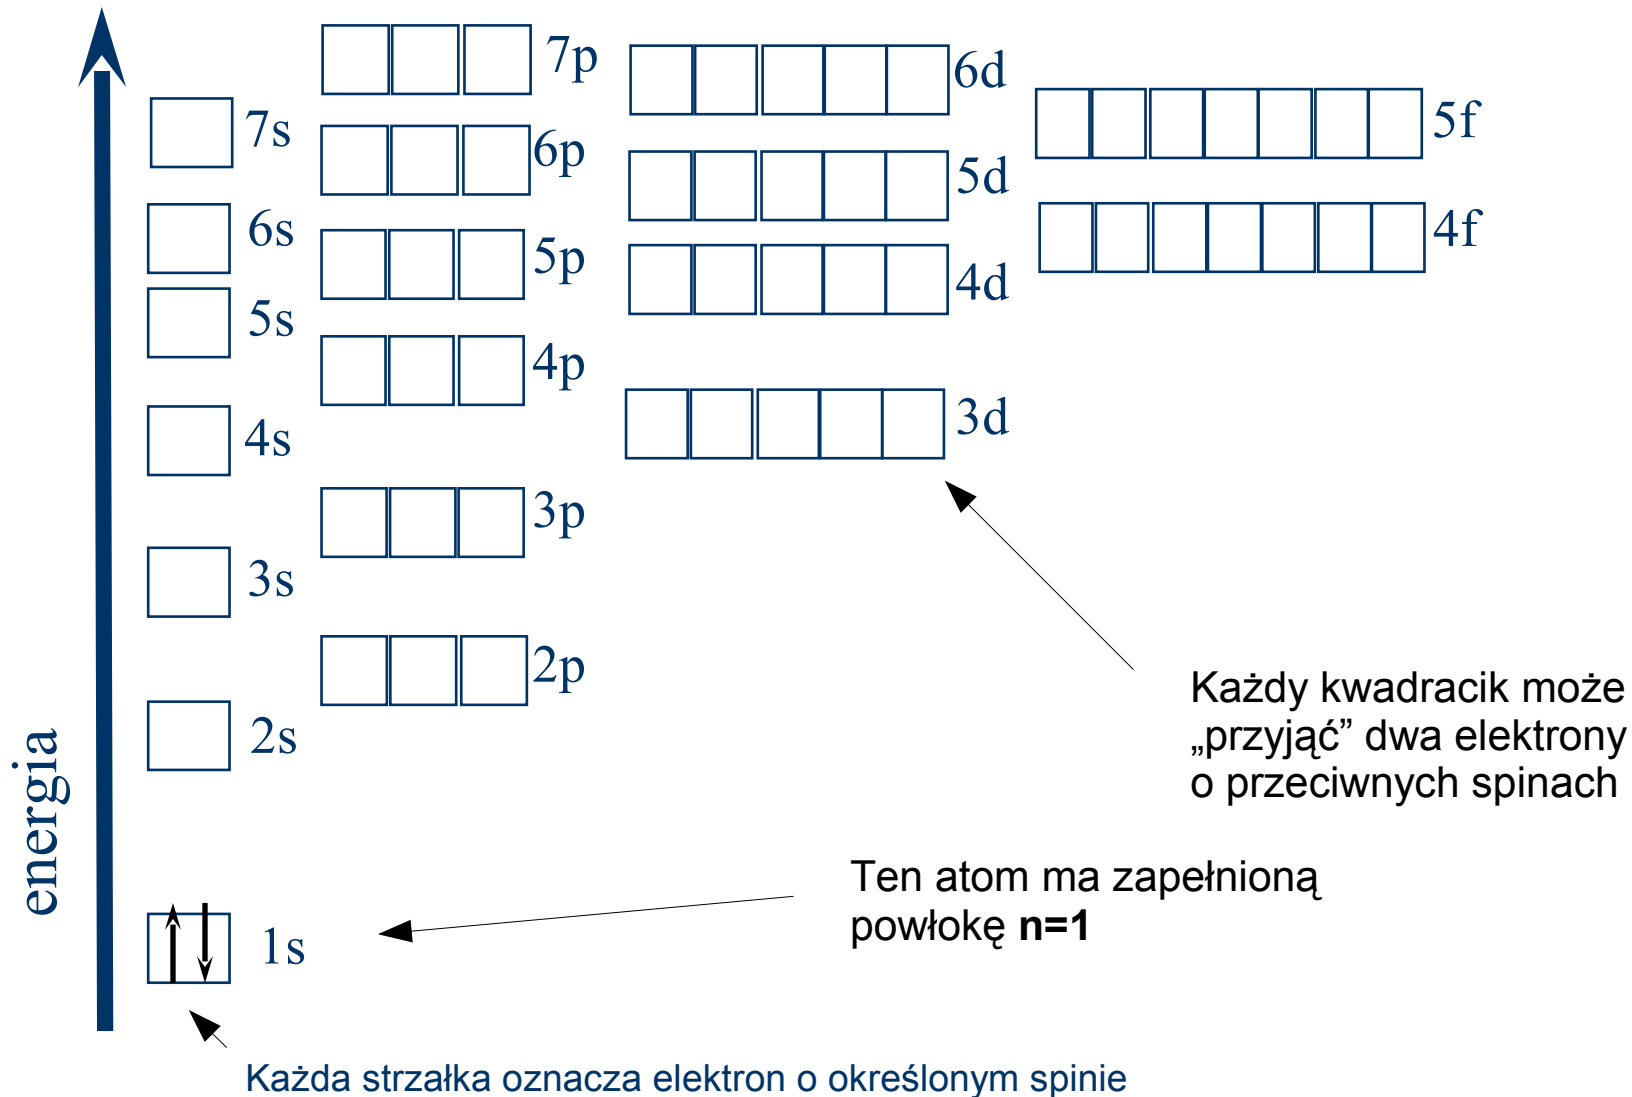 7p
6d
7s
5f
6p
5d
6s
4f
5p
4d
5s
4p
3d
4s
3p
3s
2p
2s
energia
Każdy kwadracik może
„przyjąć” dwa elektrony
o przeciwnych spinach
Ten atom ma zapełnioną
powłokę n=1
1s
Każda strzałka oznacza elektron o określonym spinie